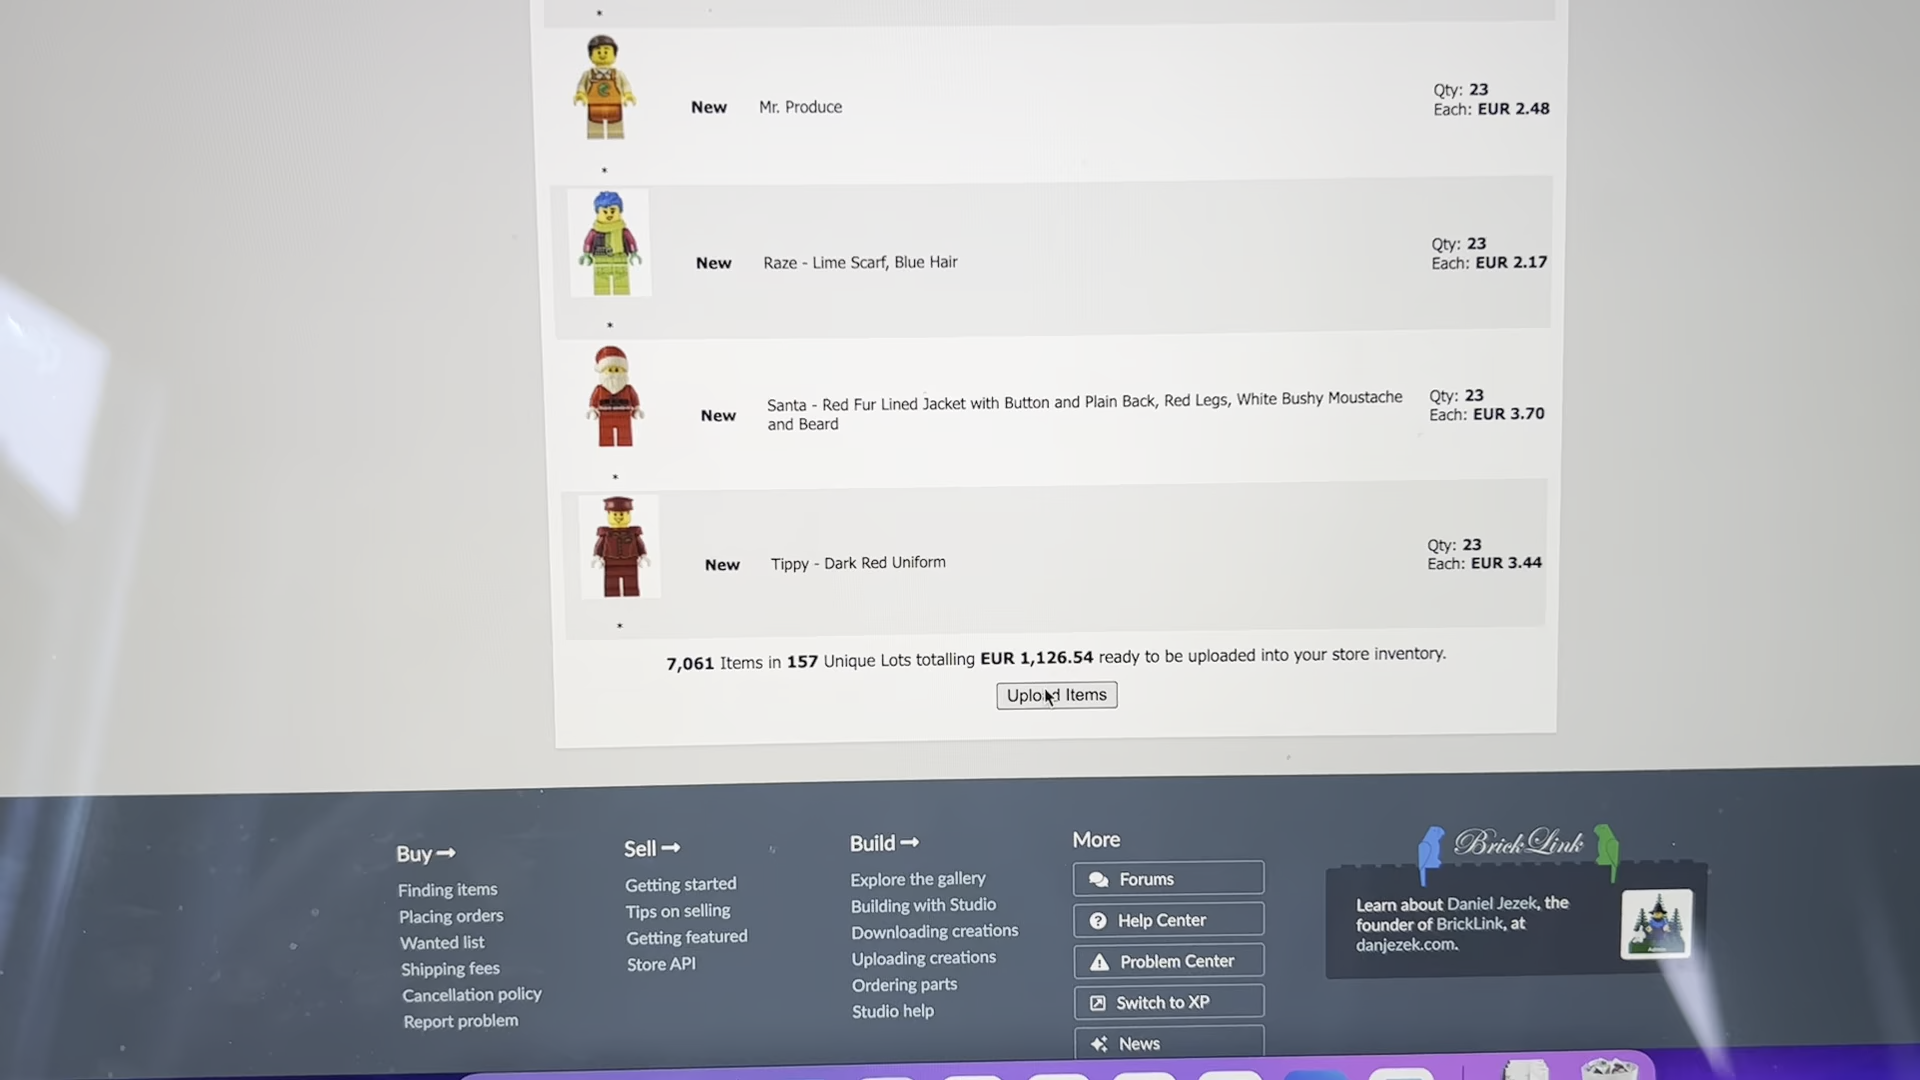 *
New Mr. Produce Qty: 23
Each: EUR 2.48
*
New Raze - Lime Scarf, Blue Hair Qty: 23
Each: EUR 2.17
*
New Santa - Red Fur Lined Jacket with Button and Plain Back, Red Legs, White Bushy Moustache
and Beard
Qty: 23
Each: EUR 3.70
*
New Tippy - Dark Red Uniform Qty: 23
Each: EUR 3.44
*
7,061 Items in 157 Unique Lots totalling EUR 1,126.54 ready to be uploaded into your store inventory.
Upload Items
Buy
Finding items
Placing orders
Wanted list
Shipping fees
Cancellation policy
Report problem
Sell
Getting started
Tips on selling
Getting featured
Store API
Build
Explore the gallery
Building with Studio
Downloading creations
Uploading creations
Ordering parts
Studio help
More
Forums
Help Center
Problem Center
Switch to XP
News
BrickLink
Learn about Daniel Jezek, the
founder of BrickLink, at
danjezek.com.